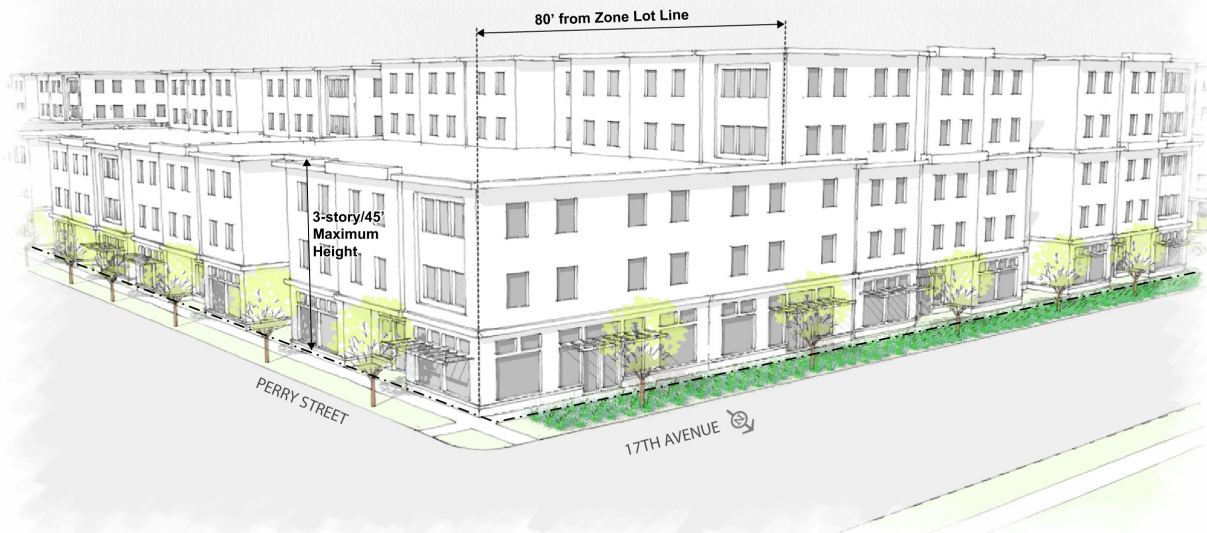 80’ from Zone Lot Line
3-story/45’
Maximum
Height
PERRY STREET
17TH AVENUE
N